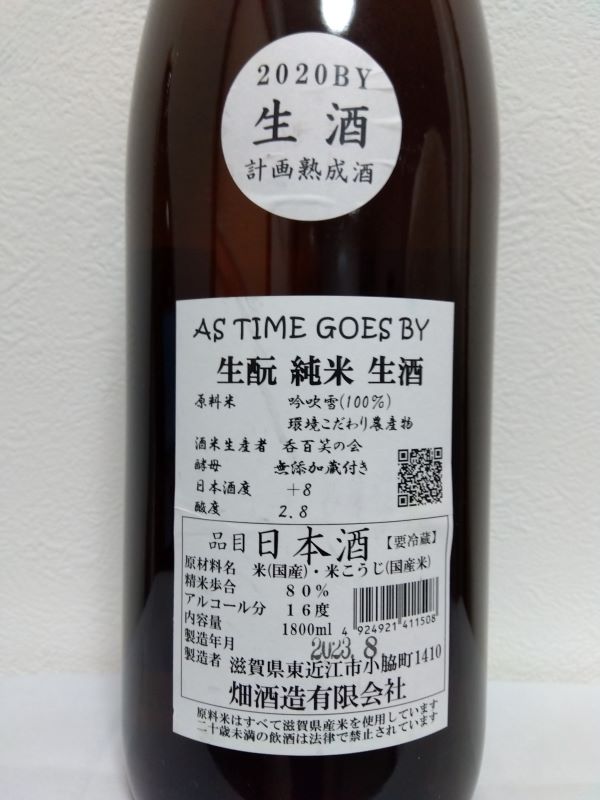 2020BY
生酒
計画熟成酒
AS TIME GOES BY
生酛 純米 生酒
原料米 吟吹雪(100%)
環境こだわり農産物
酒米生産者 呑百笑の会
酵母 無添加蔵付き
日本酒度 +8
酸度 2.8
品目 日本酒 【要冷蔵】
原材料名 米(国産)・米こうじ(国産米)
精米歩合 80%
アルコール分 16度
内容量 1800ml
4 924921 411508
製造年月 2023.8
製造者 滋賀県東近江市小脇町1410
畑酒造有限会社
原料米はすべて滋賀県産米を使用しています
二十歳未満の飲酒は法律で禁止されています